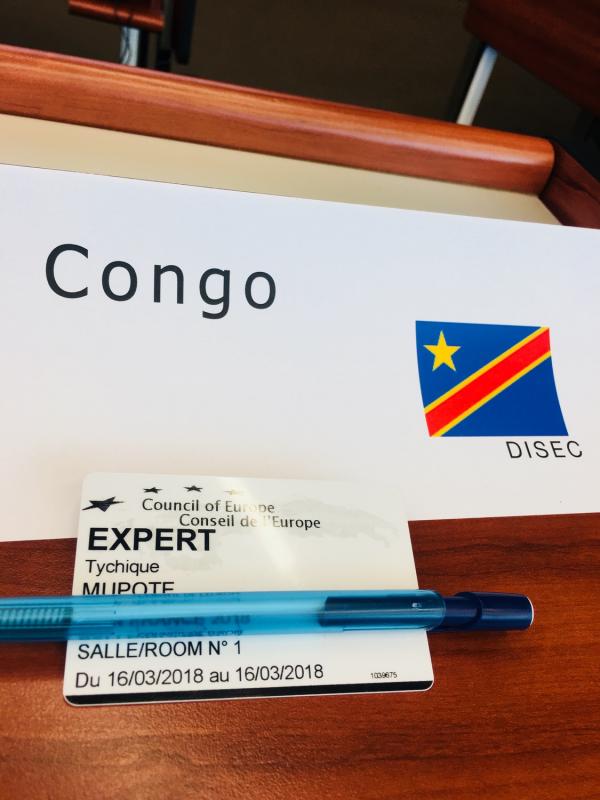 Congo
DISEC
Council of Europe
Conseil de l'Europe
EXPERT
Tychique
MUPOTE
SALLE/ROOM N° 1
Du 16/03/2018 au 16/03/2018
1039675